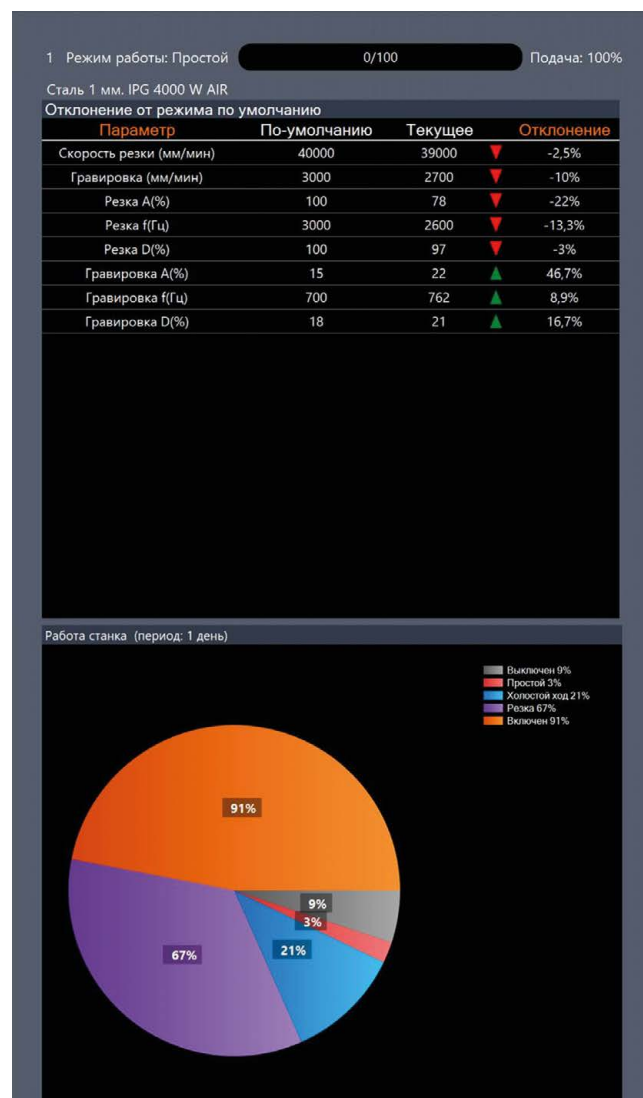 1 Режим работы: Простой 0/100 Подача: 100%
Сталь 1 мм. IPG 4000 W AIR
Отклонение от режима по умолчанию
Параметр По-умолчанию Текущее Отклонение
Скорость резки (мм/мин) 40000 39000 ▼ -2,5%
Гравировка (мм/мин) 3000 2700 ▼ -10%
Резка A(%) 100 78 ▼ -22%
Резка f(Гц) 3000 2600 ▼ -13,3%
Резка D(%) 100 97 ▼ -3%
Гравировка A(%) 15 22 ▲ 46,7%
Гравировка f(Гц) 700 762 ▲ 8,9%
Гравировка D(%) 18 21 ▲ 16,7%
Работа станка (период: 1 день)
Выключен 9%
Простой 3%
Холостой ход 21%
Резка 67%
Включен 91%
91%
9%
3%
21%
67%